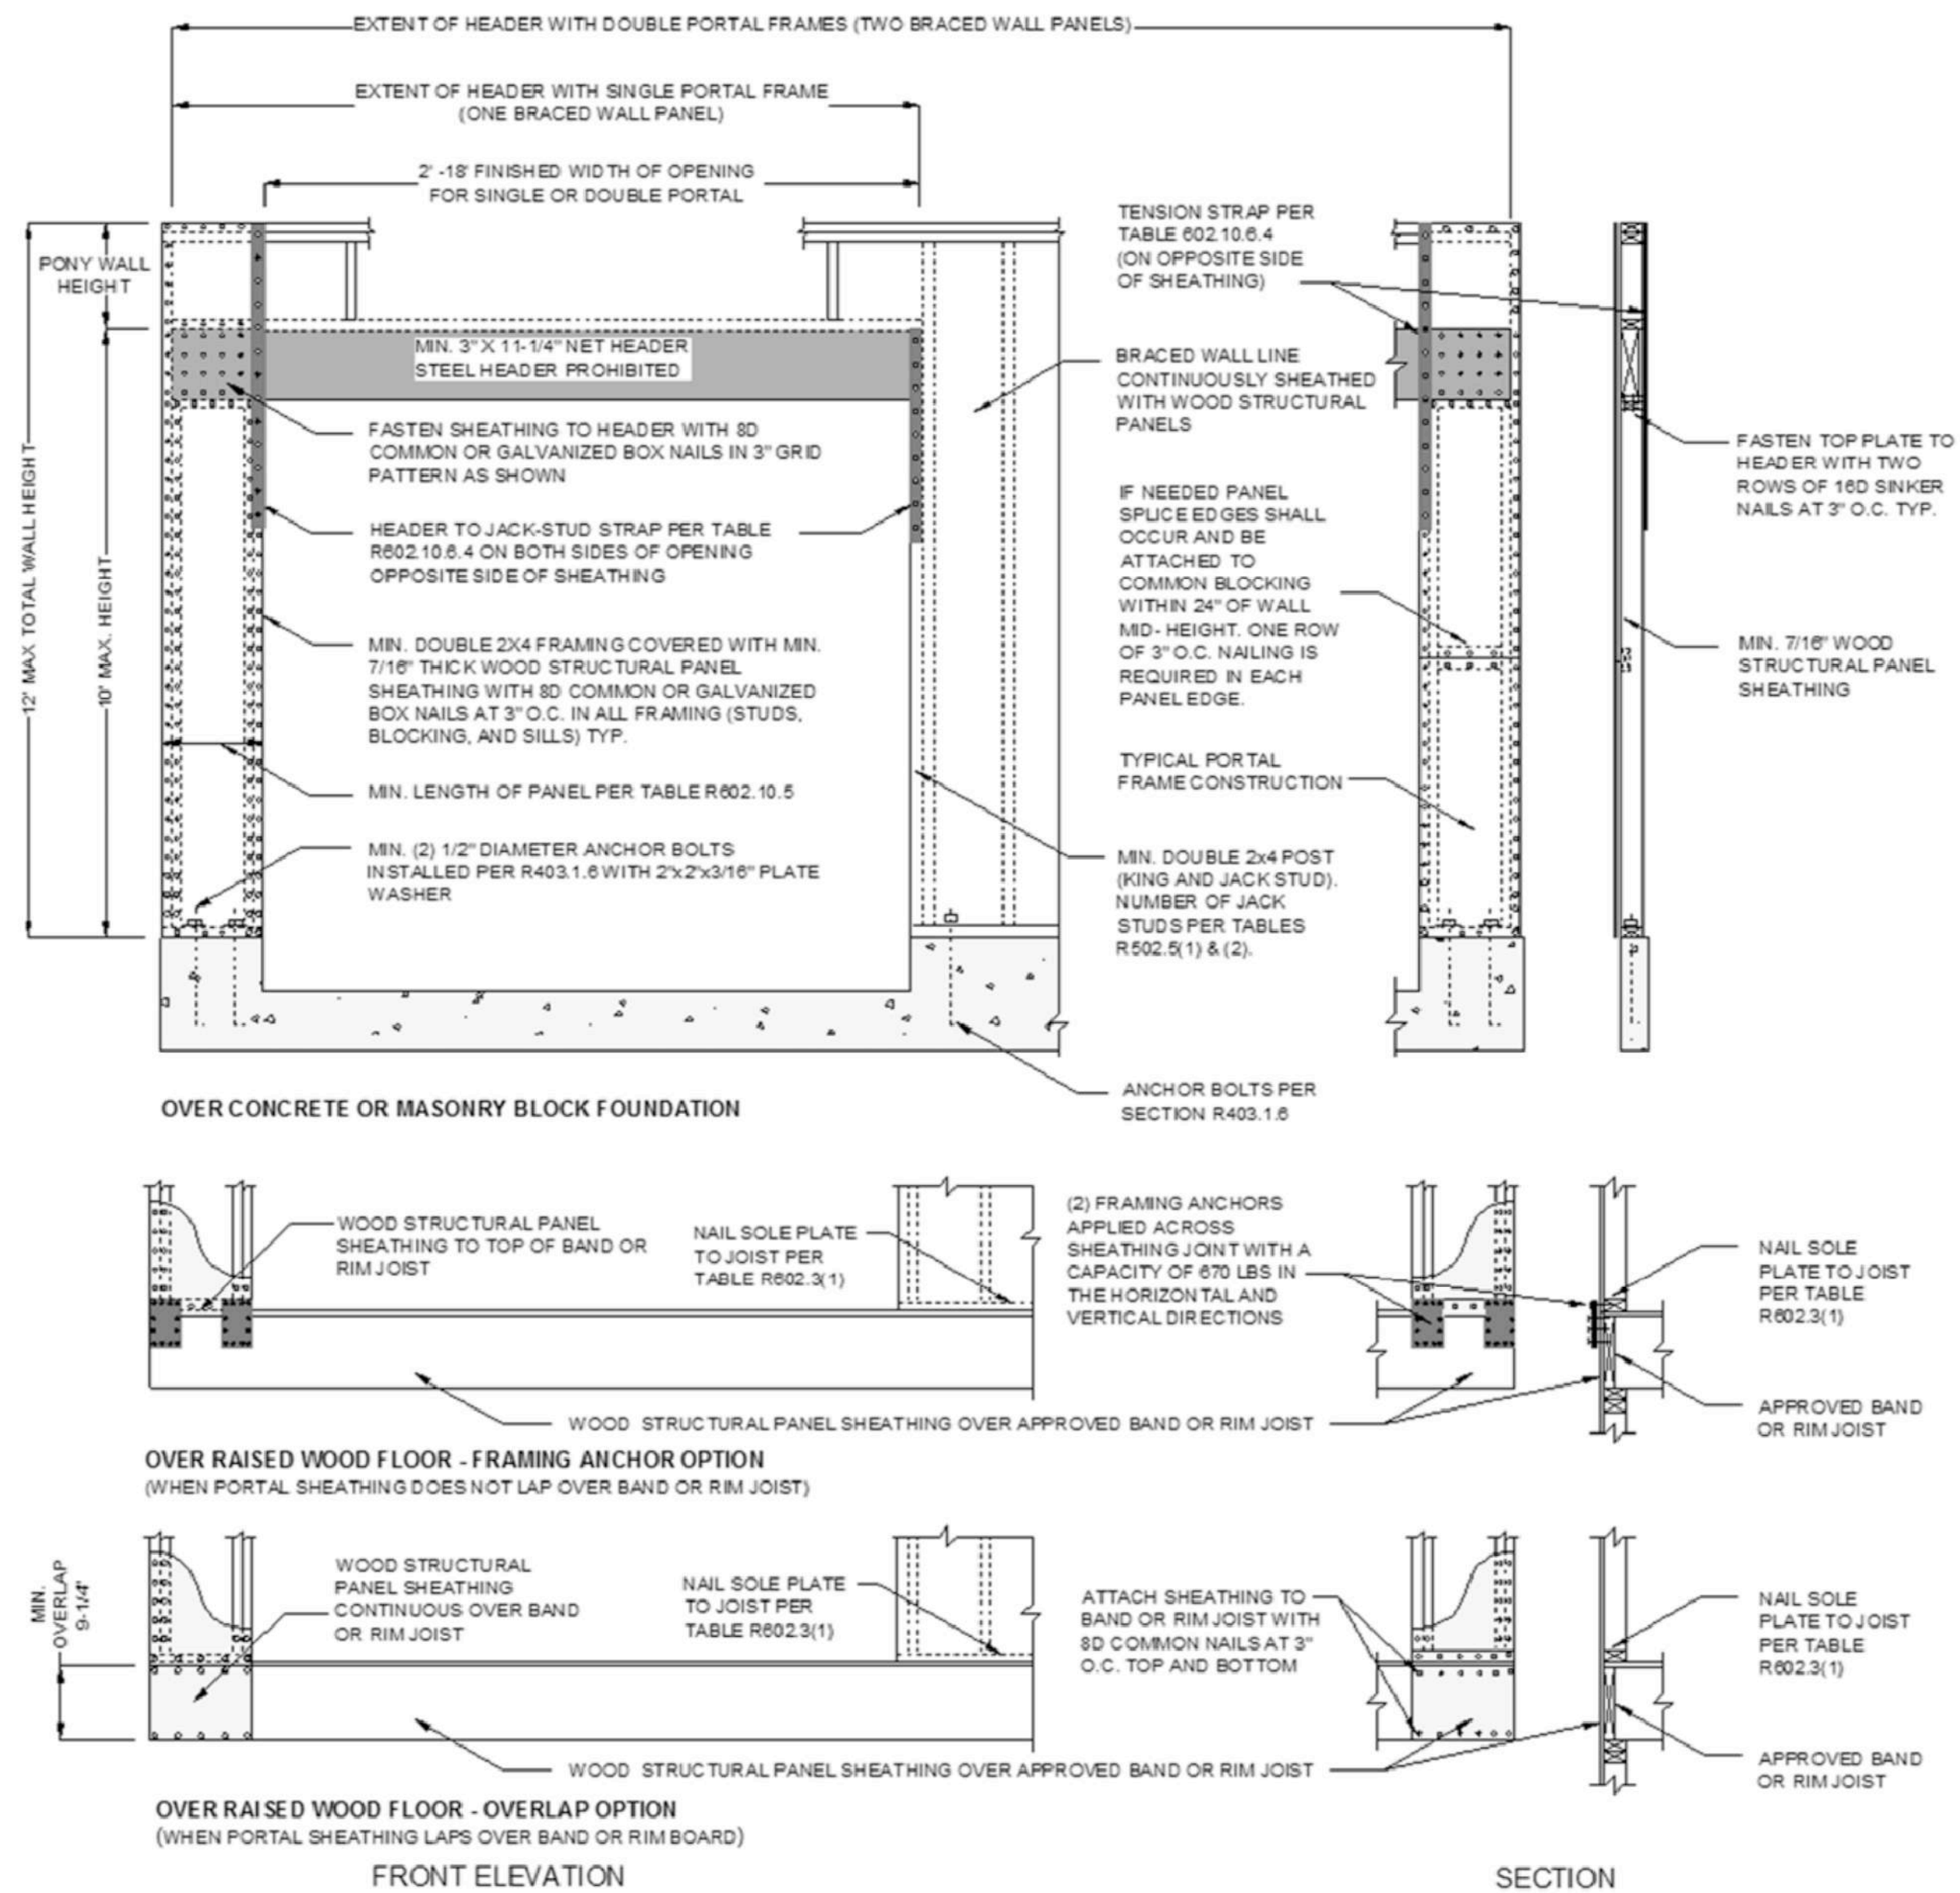 EXTENT OF HEADER WITH DOUBLE PORTAL FRAMES (TWO BRACED WALL PANELS)
EXTENT OF HEADER WITH SINGLE PORTAL FRAME
(ONE BRACED WALL PANEL)
2' -18' FINISHED WIDTH OF OPENING
FOR SINGLE OR DOUBLE PORTAL
PONY WALL
HEIGHT
12' MAX TOTAL WALL HEIGHT
10' MAX. HEIGHT
MIN. 3" X 11-1/4" NET HEADER
STEEL HEADER PROHIBITED
FASTEN SHEATHING TO HEADER WITH 8D
COMMON OR GALVANIZED BOX NAILS IN 3" GRID
PATTERN AS SHOWN
HEADER TO JACK-STUD STRAP PER TABLE
R602.10.6.4 ON BOTH SIDES OF OPENING
OPPOSITE SIDE OF SHEATHING
MIN. DOUBLE 2X4 FRAMING COVERED WITH MIN.
7/16" THICK WOOD STRUCTURAL PANEL
SHEATHING WITH 8D COMMON OR GALVANIZED
BOX NAILS AT 3" O.C. IN ALL FRAMING (STUDS,
BLOCKING, AND SILLS) TYP.
MIN. LENGTH OF PANEL PER TABLE R602.10.5
MIN. (2) 1/2" DIAMETER ANCHOR BOLTS
INSTALLED PER R403.1.6 WITH 2"x2"x3/16" PLATE
WASHER
TENSION STRAP PER
TABLE 602.10.6.4
(ON OPPOSITE SIDE
OF SHEATHING)
BRACED WALL LINE
CONTINUOUSLY SHEATHED
WITH WOOD STRUCTURAL
PANELS
IF NEEDED PANEL
SPLICE EDGES SHALL
OCCUR AND BE
ATTACHED TO
COMMON BLOCKING
WITHIN 24" OF WALL
MID- HEIGHT. ONE ROW
OF 3" O.C. NAILING IS
REQUIRED IN EACH
PANEL EDGE.
TYPICAL PORTAL
FRAME CONSTRUCTION
MIN. DOUBLE 2x4 POST
(KING AND JACK STUD).
NUMBER OF JACK
STUDS PER TABLES
R502.5(1) & (2).
FASTEN TOP PLATE TO
HEADER WITH TWO
ROWS OF 16D SINKER
NAILS AT 3" O.C. TYP.
MIN. 7/16" WOOD
STRUCTURAL PANEL
SHEATHING
ANCHOR BOLTS PER
SECTION R403.1.6
OVER CONCRETE OR MASONRY BLOCK FOUNDATION
WOOD STRUCTURAL PANEL
SHEATHING TO TOP OF BAND OR
RIM JOIST
NAIL SOLE PLATE
TO JOIST PER
TABLE R602.3(1)
(2) FRAMING ANCHORS
APPLIED ACROSS
SHEATHING JOINT WITH A
CAPACITY OF 670 LBS IN
THE HORIZONTAL AND
VERTICAL DIRECTIONS
NAIL SOLE
PLATE TO JOIST
PER TABLE
R602.3(1)
APPROVED BAND
OR RIM JOIST
WOOD STRUCTURAL PANEL SHEATHING OVER APPROVED BAND OR RIM JOIST
OVER RAISED WOOD FLOOR - FRAMING ANCHOR OPTION
(WHEN PORTAL SHEATHING DOES NOT LAP OVER BAND OR RIM JOIST)
MIN.
OVERLAP
9-1/4"
WOOD STRUCTURAL
PANEL SHEATHING
CONTINUOUS OVER BAND
OR RIM JOIST
NAIL SOLE PLATE
TO JOIST PER
TABLE R602.3(1)
ATTACH SHEATHING TO
BAND OR RIM JOIST WITH
8D COMMON NAILS AT 3"
O.C. TOP AND BOTTOM
NAIL SOLE
PLATE TO JOIST
PER TABLE
R602.3(1)
APPROVED BAND
OR RIM JOIST
WOOD STRUCTURAL PANEL SHEATHING OVER APPROVED BAND OR RIM JOIST
OVER RAISED WOOD FLOOR - OVERLAP OPTION
(WHEN PORTAL SHEATHING LAPS OVER BAND OR RIM BOARD)
FRONT ELEVATION
SECTION